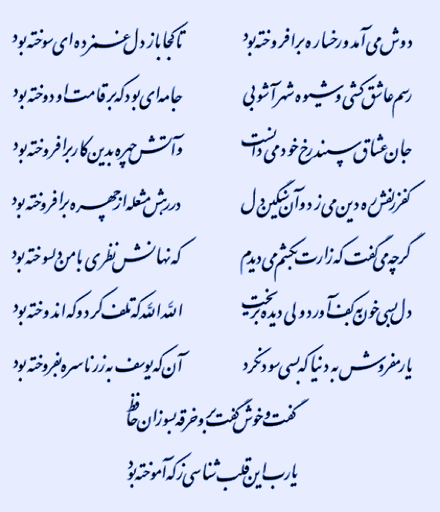 دوش می‌آمد و رخساره برافروخته بود تا کجا باز دل غمزده‌ای سوخته بود
رسم عاشق‌کشی و شیوه شهرآشوبی جامه‌ای بود که بر قامت او دوخته بود
جان عشاق سپند رخ خود می‌دانست و آتش چهره بدین کار برافروخته بود
کفر زلفش ره دین می‌زد و آن سنگین دل در رهش مشعله از چهره برافروخته بود
گرچه می‌گفت که زارت بکشم می‌دیدم که نهانش نظری با من دلسوخته بود
دل بسی خون به کف آورد ولی دیده بریخت الله الله که تلف کرد و که اندوخته بود
یار مفروش به دنیا که بسی سود نکرد آن که یوسف به زر ناسره بفروخته بود
گفت و خوش گفت برو خرقه بسوزان حافظ
یارب این قلب شناسی ز که آموخته بود